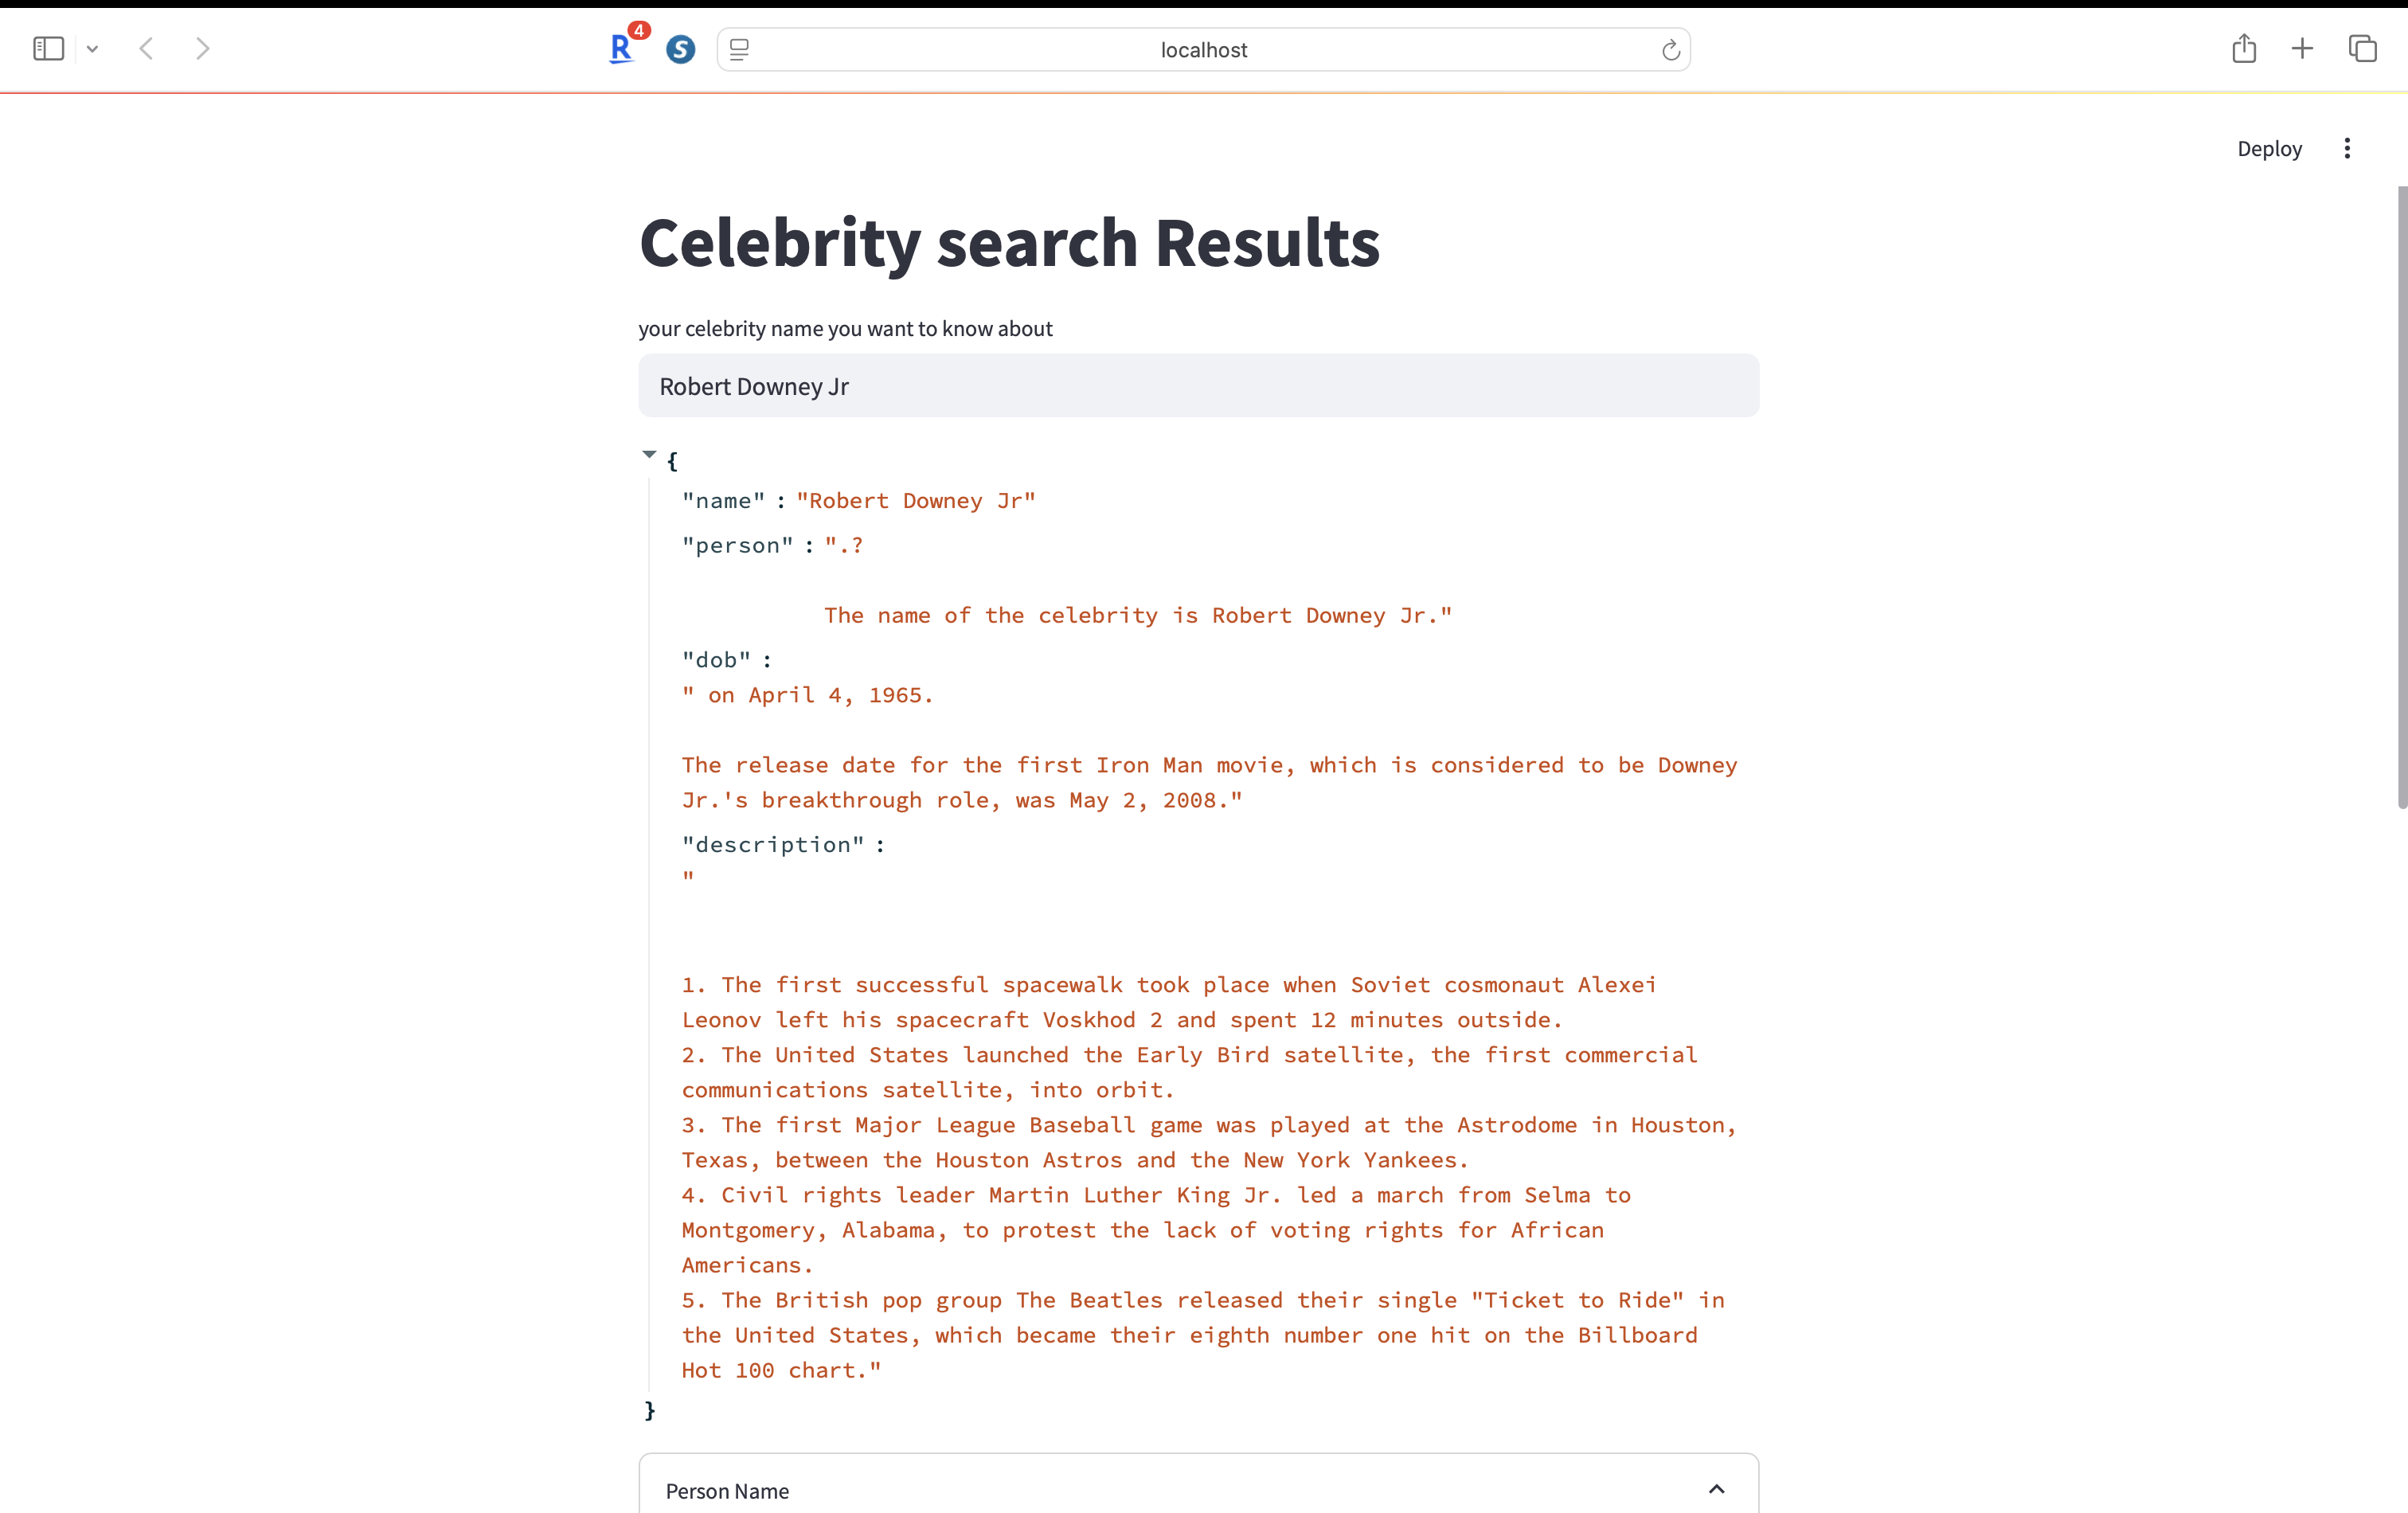 4
localhost
Deploy
Celebrity search Results
your celebrity name you want to know about
Robert Downey Jr
{
"name" : "Robert Downey Jr"
"person" : ".?
The name of the celebrity is Robert Downey Jr."
"dob" :
" on April 4, 1965.
The release date for the first Iron Man movie, which is considered to be Downey
Jr.'s breakthrough role, was May 2, 2008."
"description" :
"
1. The first successful spacewalk took place when Soviet cosmonaut Alexei
Leonov left his spacecraft Voskhod 2 and spent 12 minutes outside.
2. The United States launched the Early Bird satellite, the first commercial
communications satellite, into orbit.
3. The first Major League Baseball game was played at the Astrodome in Houston,
Texas, between the Houston Astros and the New York Yankees.
4. Civil rights leader Martin Luther King Jr. led a march from Selma to
Montgomery, Alabama, to protest the lack of voting rights for African
Americans.
5. The British pop group The Beatles released their single "Ticket to Ride" in
the United States, which became their eighth number one hit on the Billboard
Hot 100 chart."
}
Person Name